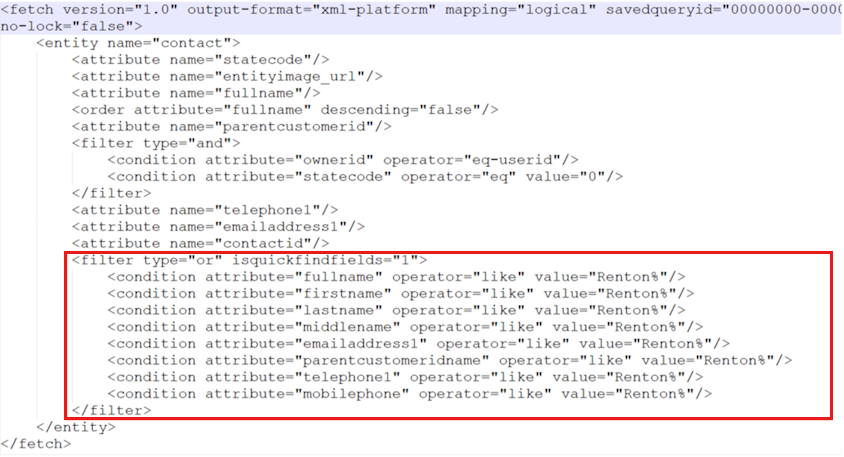 <fetch version="1.0" output-format="xml-platform" mapping="logical" savedqueryid="00000000-0000
no-lock="false">
<entity name="contact">
<attribute name="statecode"/>
<attribute name="entityimage_url"/>
<attribute name="fullname"/>
<order attribute="fullname" descending="false"/>
<attribute name="parentcustomerid"/>
<filter type="and">
<condition attribute="ownerid" operator="eq-userid"/>
<condition attribute="statecode" operator="eq" value="0"/>
</filter>
<attribute name="telephone1"/>
<attribute name="emailaddress1"/>
<attribute name="contactid"/>
<filter type="or" isquickfindfields="1">
<condition attribute="fullname" operator="like" value="Renton%"/>
<condition attribute="firstname" operator="like" value="Renton%"/>
<condition attribute="lastname" operator="like" value="Renton%"/>
<condition attribute="middlename" operator="like" value="Renton%"/>
<condition attribute="emailaddress1" operator="like" value="Renton%"/>
<condition attribute="parentcustomeridname" operator="like" value="Renton%"/>
<condition attribute="telephone1" operator="like" value="Renton%"/>
<condition attribute="mobilephone" operator="like" value="Renton%"/>
</filter>
</entity>
</fetch>